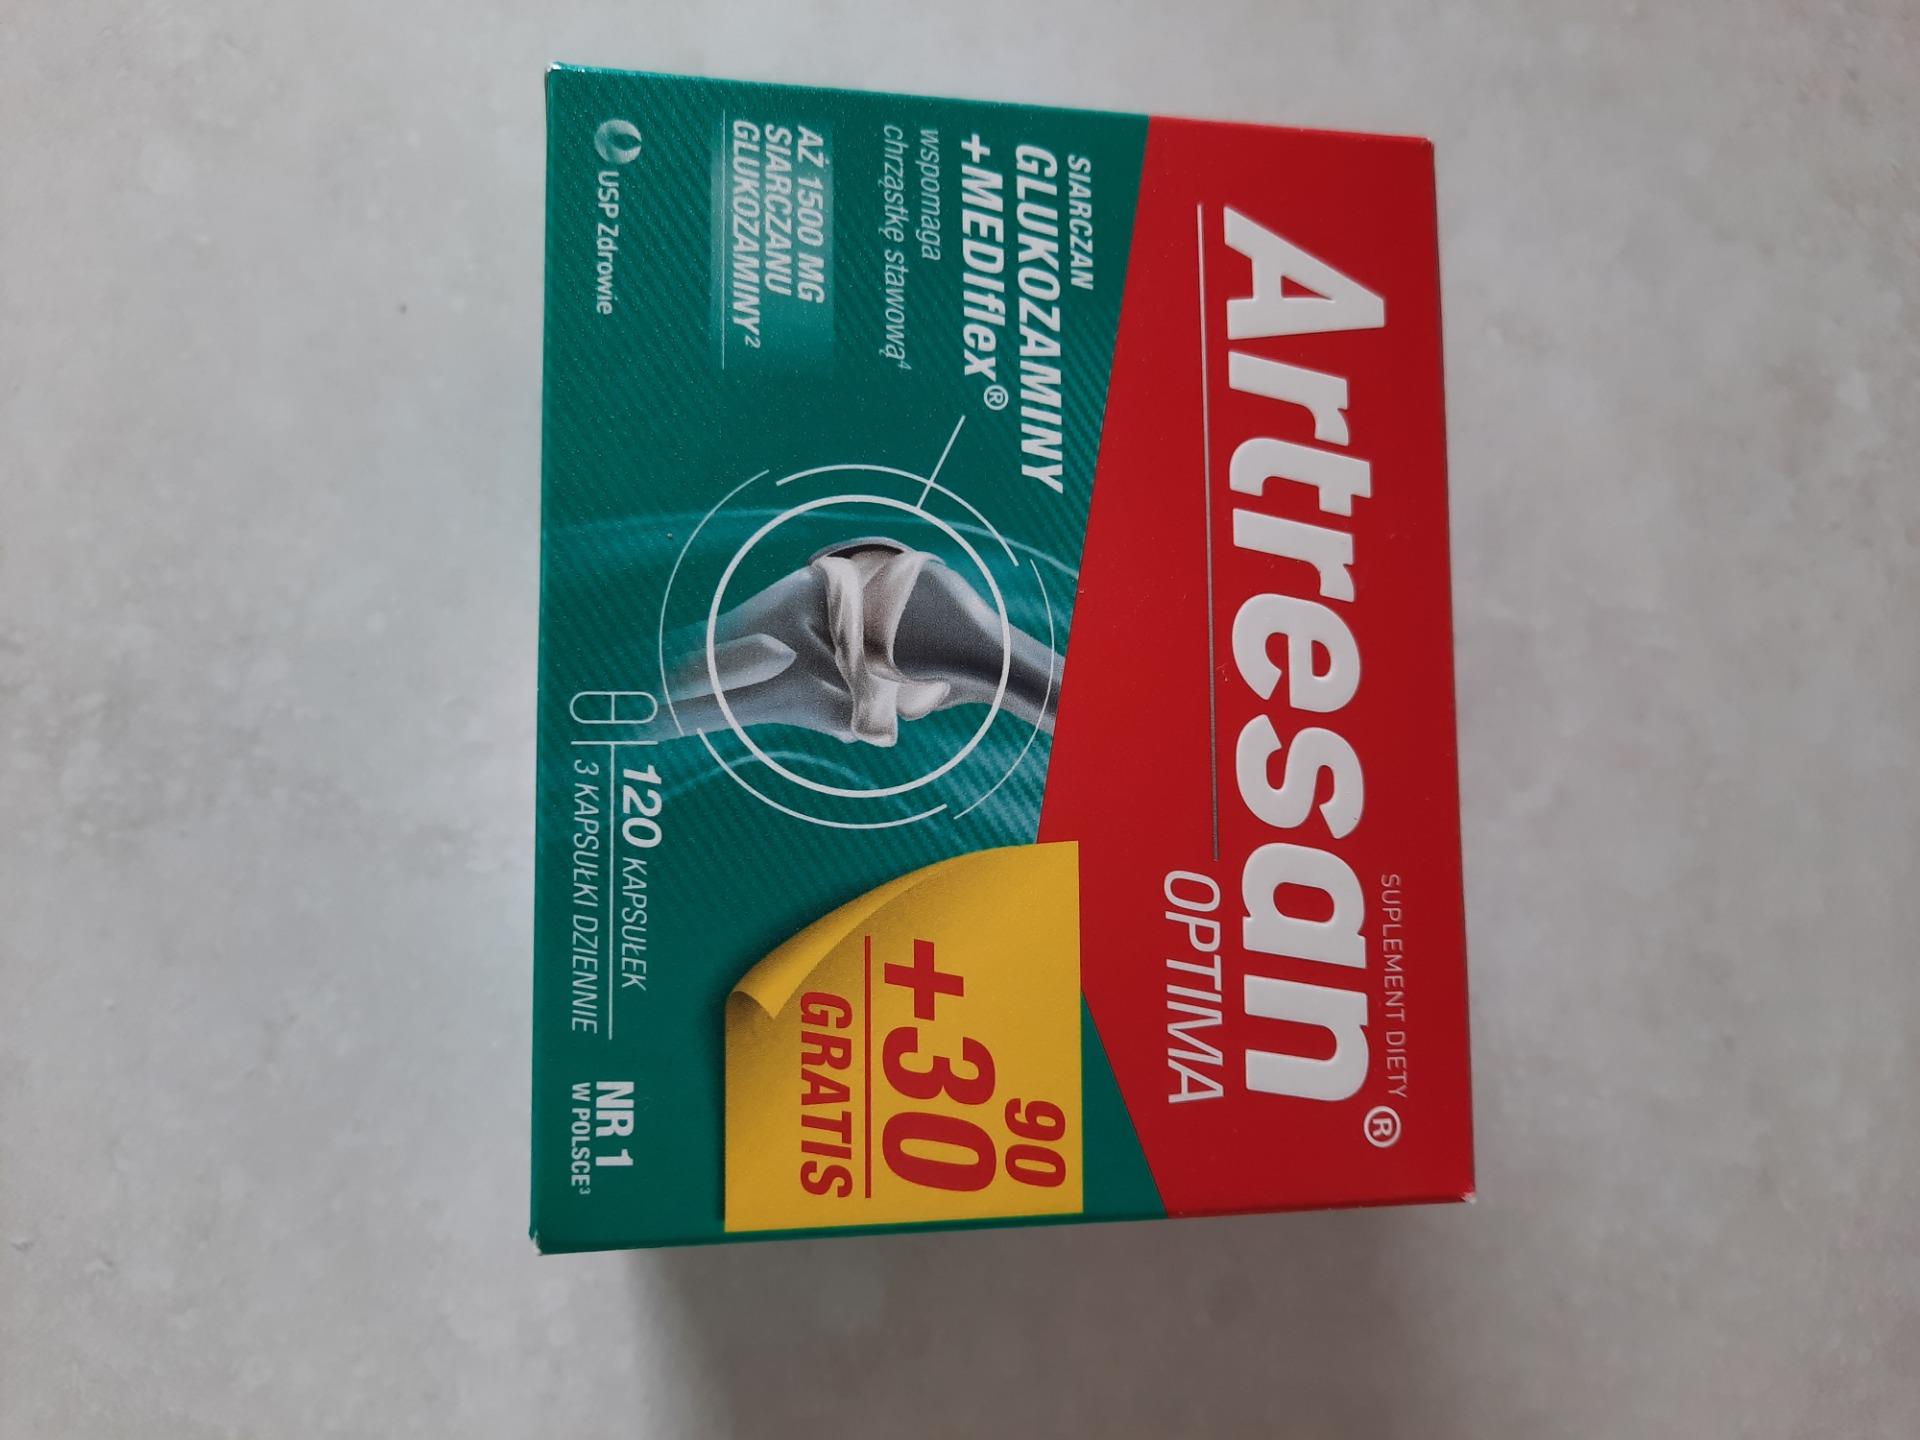 SUPLEMENT DIETY
Artresan®
OPTIMA
SIARCZAN
GLUKOZAMINY
+MEDIflex®
wspomaga
chrząstkę stawową⁴
AŻ 1500 MG
SIARCZANU
GLUKOZAMINY²
90
+30
GRATIS
USP Zdrowie
120 KAPSUŁEK
3 KAPSUŁKI DZIENNIE
NR 1
W POLSCE³